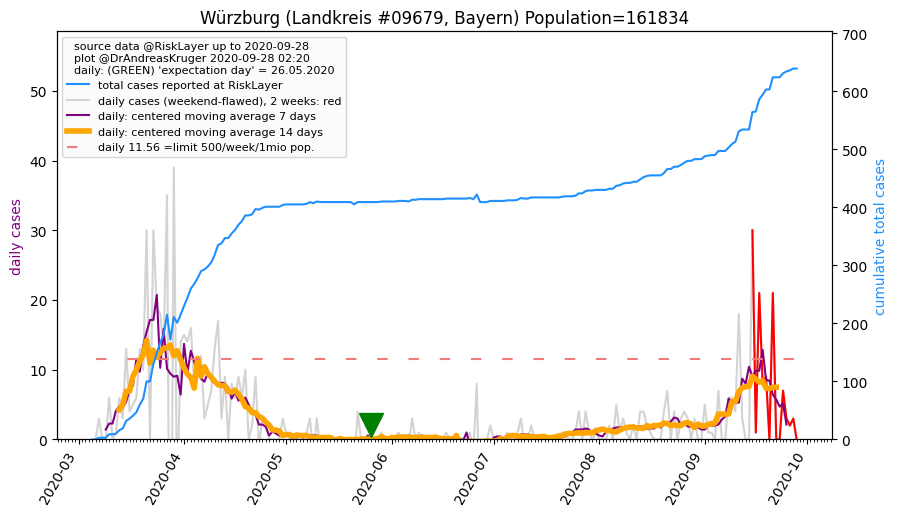 Würzburg (Landkreis #09679, Bayern) Population=161834
source data @RiskLayer up to 2020-09-28
plot @DrAndreasKruger 2020-09-28 02:20
daily: (GREEN) 'expectation day' = 26.05.2020
total cases reported at RiskLayer
daily cases (weekend-flawed), 2 weeks: red
daily: centered moving average 7 days
daily: centered moving average 14 days
daily 11.56 =limit 500/week/1mio pop.
daily cases
0
10
20
30
40
50
cumulative total cases
0
100
200
300
400
500
600
700
2020-03
2020-04
2020-05
2020-06
2020-07
2020-08
2020-09
2020-10